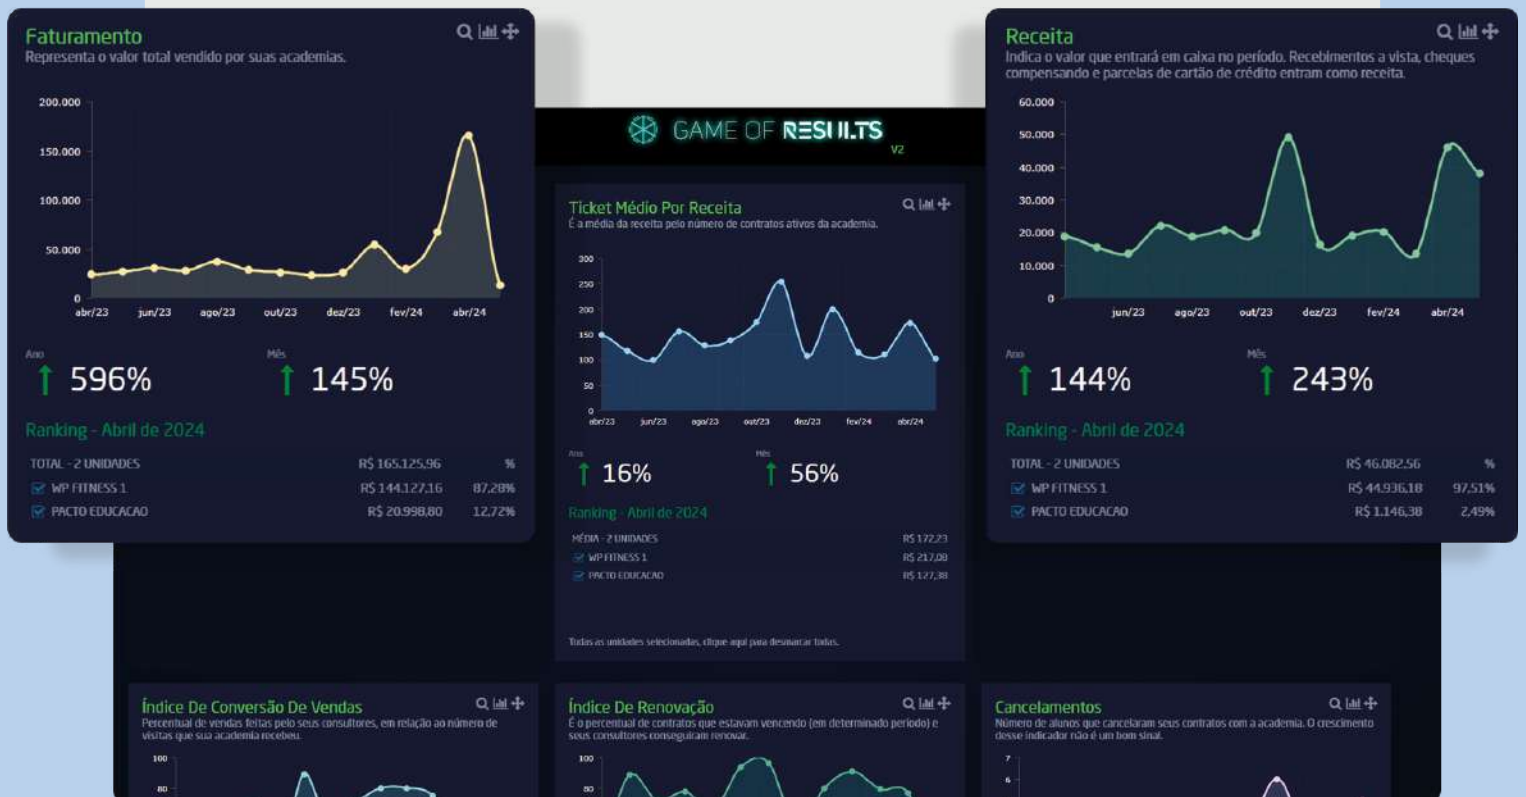 Faturamento
Representa o valor total vendido por suas academias.
200.000
150.000
100.000
50.000
0
abr/23 jun/23 ago/23 out/23 dez/23 fev/24 abr/24
Ano Mês
596% 145%
Ranking - Abril de 2024
TOTAL - 2 UNIDADES R$ 165.125,96 %
WP FITNESS 1 R$ 144.127,16 87,28%
PACTO EDUCACAO R$ 20.998,80 12,72%
GAME OF RESULTS
V2
Ticket Médio Por Receita
É a média da receita pelo número de contratos ativos da academia.
300
250
200
150
100
50
0
abr/23 jun/23 ago/23 out/23 dez/23 fev/24 abr/24
Ano Mês
16% 56%
Ranking - Abril de 2024
MÉDIA - 2 UNIDADES R$ 172,23
WP FITNESS 1 R$ 217,08
PACTO EDUCACAO R$ 127,38
Todas as unidades selecionadas, clique aqui para desmarcar todas.
Receita
Indica o valor que entrará em caixa no período. Recebimentos a vista, cheques
compensando e parcelas de cartão de crédito entram como receita.
60.000
50.000
40.000
30.000
20.000
10.000
0
jun/23 ago/23 out/23 dez/23 fev/24 abr/24
Ano Mês
144% 243%
Ranking - Abril de 2024
TOTAL - 2 UNIDADES R$ 46.082,56 %
WP FITNESS 1 R$ 44.936,18 97,51%
PACTO EDUCACAO R$ 1.146,38 2,49%
Índice De Conversão De Vendas
Percentual de vendas feitas pelo seus consultores, em relação ao número de
visitas que sua academia recebeu.
100
80
Índice De Renovação
É o percentual de contratos que estavam vencendo (em determinado período) e
seus consultores conseguiram renovar.
100
80
Cancelamentos
Número de alunos que cancelaram seus contratos com a academia. O crescimento
desse indicador não é um bom sinal.
7
6